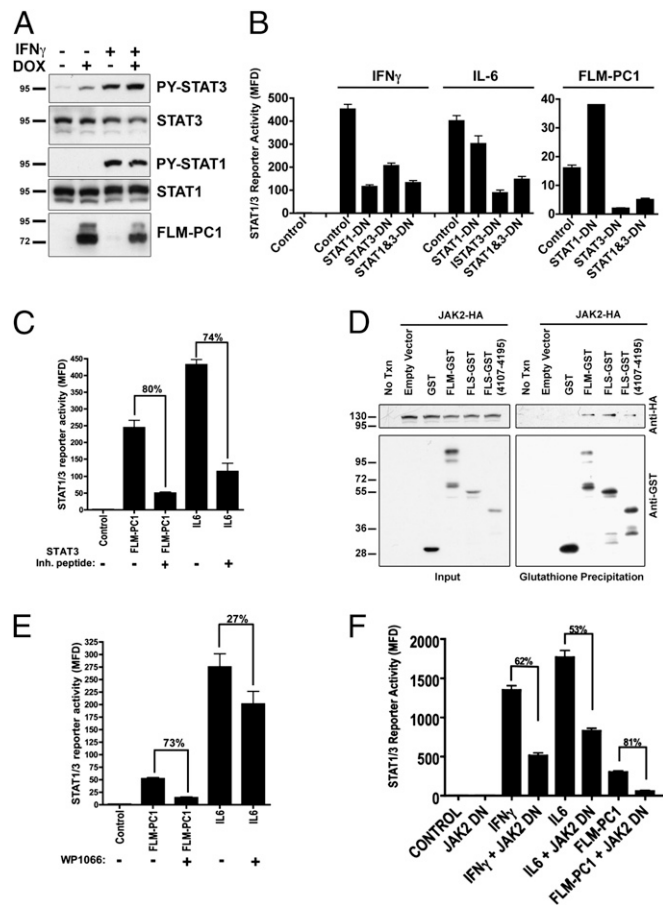 A
IFNγ - - + +
DOX - + - +
95 PY-STAT3
95 STAT3
95 PY-STAT1
95 STAT1
95
72 FLM-PC1
B
IFNγ IL-6 FLM-PC1
STAT1/3 Reporter Activity (MFD)
500
400
300
200
100
0
40
30
20
10
0
Control
Control
STAT1-DN
STAT3-DN
STAT1&3-DN
Control
STAT1-DN
ISTAT3-DN
STAT1&3-DN
Control
STAT1-DN
STAT3-DN
STAT1&3-DN
C
STAT1/3 reporter activity (MFD)
450
400
350
300
250
200
150
100
50
0
80%
74%
Control
FLM-PC1
FLM-PC1
IL6
IL6
STAT3
Inh. peptide: - + - +
D
JAK2-HA JAK2-HA
No Txn
Empty Vector
GST
FLM-GST
FLS-GST
FLS-GST
(4107-4195)
No Txn
Empty Vector
GST
FLM-GST
FLS-GST
FLS-GST
(4107-4195)
130
95
Anti-HA
95
72
55
36
28
Anti-GST
Input Glutathione Precipitation
E
STAT1/3 Reporter Activity (MFD)
325
300
275
250
225
200
175
150
125
100
75
50
25
0
73%
27%
Control
FLM-PC1
FLM-PC1
IL6
IL6
WP1066: - + - +
F
STAT1/3 Reporter Activity (MFD)
2000
1500
1000
500
0
62%
53%
81%
CONTROL
JAK2 DN
IFNγ
IFNγ + JAK2 DN
IL6
IL6 + JAK2 DN
FLM-PC1
FLM-PC1 + JAK2 DN